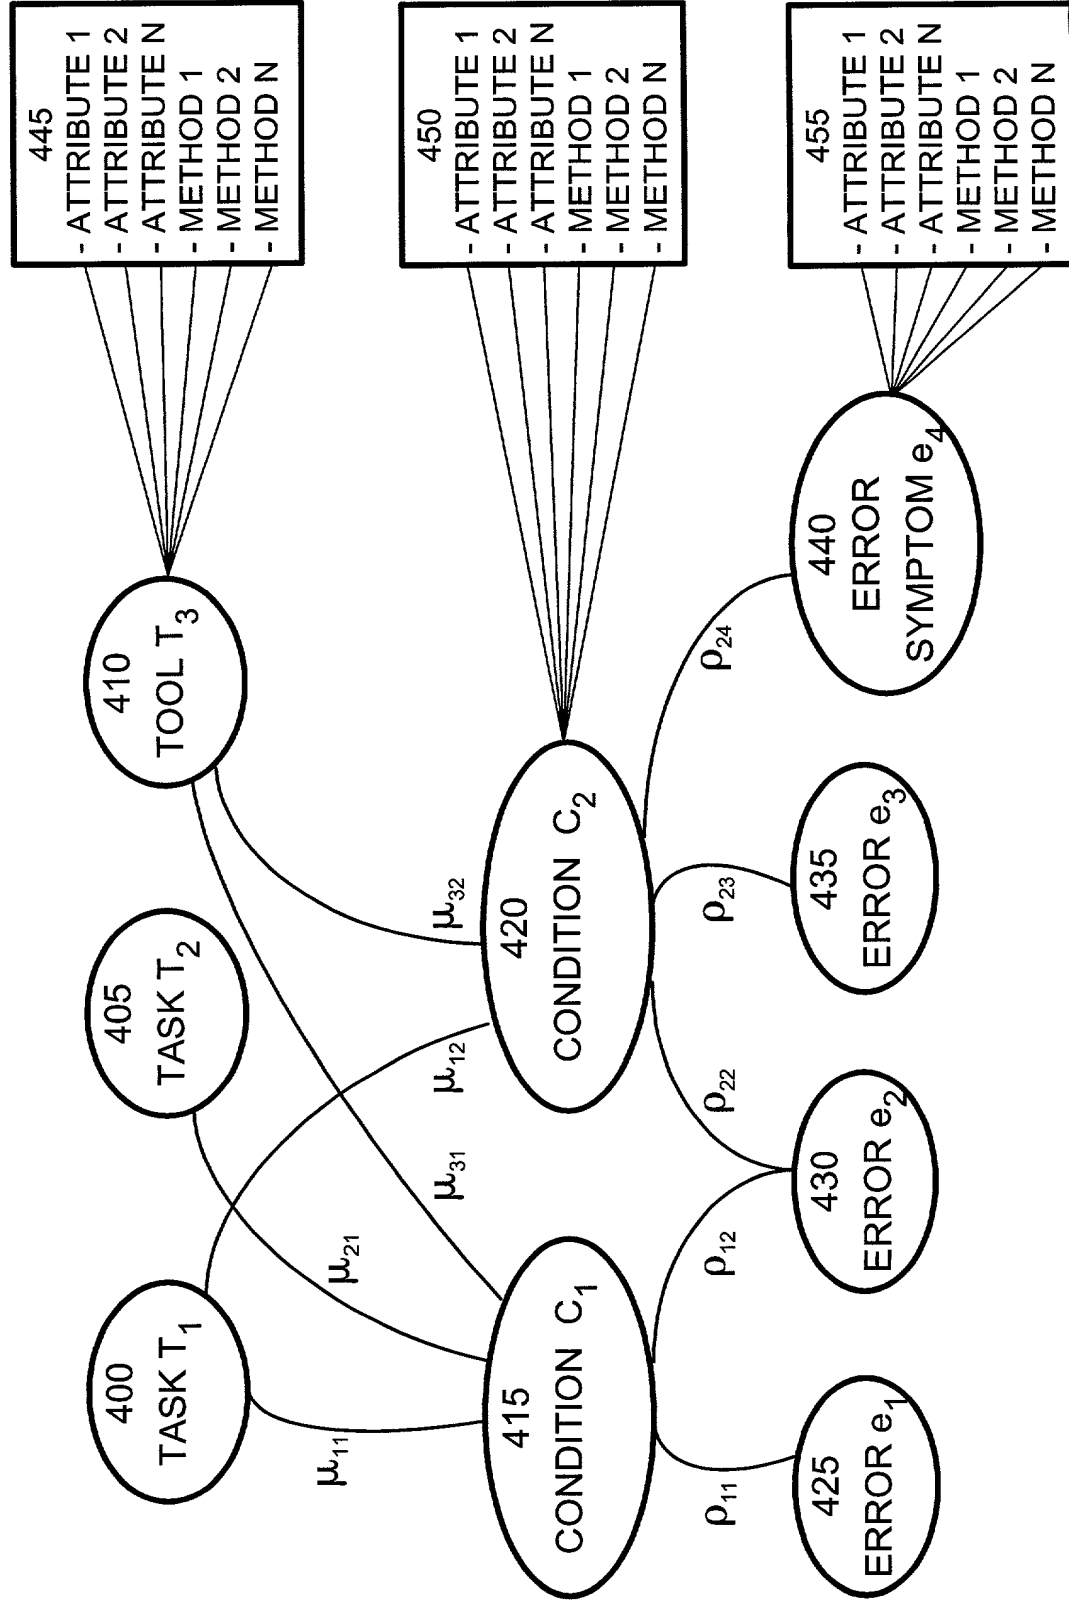 400
TASK T1
405
TASK T2
410
TOOL T3
445
- ATTRIBUTE 1
- ATTRIBUTE 2
- ATTRIBUTE N
- METHOD 1
- METHOD 2
- METHOD N
μ11
μ21
μ31
μ12
μ32
415
CONDITION C1
420
CONDITION C2
450
- ATTRIBUTE 1
- ATTRIBUTE 2
- ATTRIBUTE N
- METHOD 1
- METHOD 2
- METHOD N
ρ11
ρ12
ρ22
ρ23
ρ24
425
ERROR e1
430
ERROR e2
435
ERROR e3
440
ERROR
SYMPTOM e4
455
- ATTRIBUTE 1
- ATTRIBUTE 2
- ATTRIBUTE N
- METHOD 1
- METHOD 2
- METHOD N